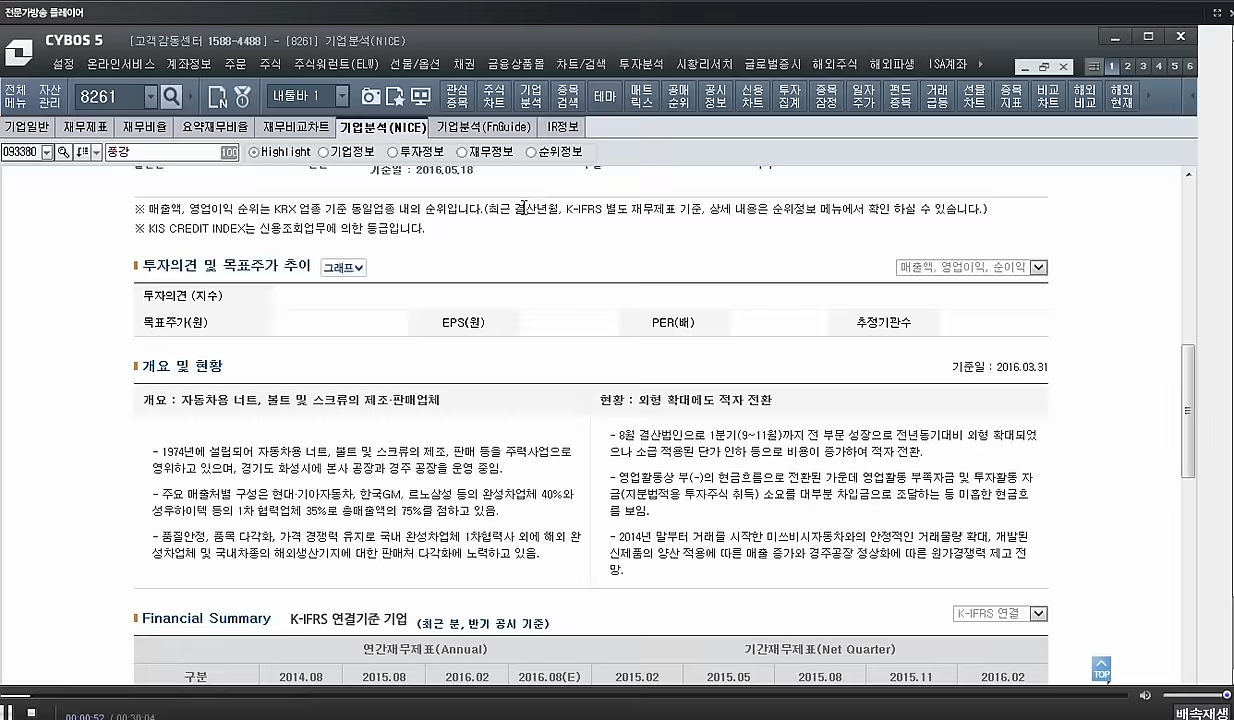 전문가방송 플레이어
CYBOS 5 [고객감동센터 1588-4488] - [8261] 기업분석(NICE)
설정 온라인서비스 계좌정보 주문 주식 주식워런트(ELW) 선물/옵션 채권 금융상품몰 차트/검색 투자분석 시황리서치 글로벌증시 해외주식 해외파생 ISA계좌
1 2 3 4 5 6
전체메뉴 자산관리 8261 내툴바 1 관심종목 주식차트 기업분석 종목검색 테마 매트릭스 공매순위 공시정보 신용차트 투자집계 종목잠정 일자주가 펀드종목 거래급등 선물차트 종목지표 비교차트 해외비교 해외현재
기업일반 재무제표 재무비율 요약재무비율 재무비교차트 기업분석(NICE) 기업분석(FnGuide) IR정보
093380 풍강 100 Highlight 기업정보 투자정보 재무정보 순위정보
기준일 : 2016.05.18
※ 매출액, 영업이익 순위는 KRX 업종 기준 동일업종 내의 순위입니다.(최근 결산년월, K-IFRS 별도 재무제표 기준, 상세 내용은 순위정보 메뉴에서 확인 하실 수 있습니다.)
※ KIS CREDIT INDEX는 신용조회업무에 의한 등급입니다.
투자의견 및 목표주가 추이 그래프 매출액, 영업이익, 순이익
투자의견 (지수)
목표주가(원) EPS(원) PER(배) 추정기관수
개요 및 현황 기준일 : 2016.03.31
개요 : 자동차용 너트, 볼트 및 스크류의 제조·판매업체
- 1974년에 설립되어 자동차용 너트, 볼트 및 스크류의 제조, 판매 등을 주력사업으로
영위하고 있으며, 경기도 화성시에 본사 공장과 경주 공장을 운영 중임.
- 주요 매출처별 구성은 현대·기아자동차, 한국GM, 르노삼성 등의 완성차업체 40%와
성우하이텍 등의 1차 협력업체 35%로 총매출액의 75%를 점하고 있음.
- 품질안정, 품목 다각화, 가격 경쟁력 유지로 국내 완성차업체 1차협력사 외에 해외 완
성차업체 및 국내차종의 해외생산기지에 대한 판매처 다각화에 노력하고 있음.
현황 : 외형 확대에도 적자 전환
- 8월 결산법인으로 1분기(9~11월)까지 전 부문 성장으로 전년동기대비 외형 확대되었
으나 소급 적용된 단가 인하 등으로 비용이 증가하여 적자 전환.
- 영업활동상 부(-)의 현금흐름으로 전환된 가운데 영업활동 부족자금 및 투자활동 자
금(지분법적용 투자주식 취득) 소요를 대부분 차입금으로 조달하는 등 미흡한 현금흐
름 보임.
- 2014년 말부터 거래를 시작한 미쓰비시자동차와의 안정적인 거래물량 확대, 개발된
신제품의 양산 적용에 따른 매출 증가와 경주공장 정상화에 따른 원가경쟁력 제고 전
망.
Financial Summary K-IFRS 연결기준 기업 (최근 분,반기 공시 기준) K-IFRS 연결
연간재무제표(Annual) 기간재무제표(Net Quarter)
구분 2014.08 2015.08 2016.02 2016.08(E) 2015.02 2015.05 2015.08 2015.11 2016.02
TOP
00:00:52 / 00:30:04 배속재생